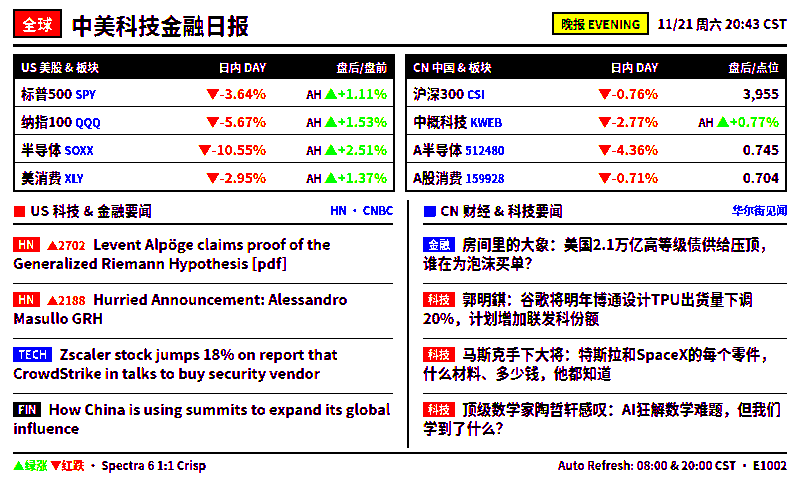 全球 中美科技金融日报 晚报 EVENING 11/21 周六 20:43 CST
US 美股 & 板块 日内 DAY 盘后/盘前
标普500 SPY ▼-3.64% AH ▲+1.11%
纳指100 QQQ ▼-5.67% AH ▲+1.53%
半导体 SOXX ▼-10.55% AH ▲+2.51%
美消费 XLY ▼-2.95% AH ▲+1.37%
CN 中国 & 板块 日内 DAY 盘后/点位
沪深300 CSI ▼-0.76% 3,955
中概科技 KWEB ▼-2.77% AH ▲+0.77%
A半导体 512480 ▼-4.36% 0.745
A股消费 159928 ▼-0.71% 0.704
US 科技 & 金融要闻 HN · CNBC
HN ▲2702 Levent Alpöge claims proof of the
Generalized Riemann Hypothesis [pdf]
HN ▲2188 Hurried Announcement: Alessandro
Masullo GRH
TECH Zscaler stock jumps 18% on report that
CrowdStrike in talks to buy security vendor
FIN How China is using summits to expand its global
influence
CN 财经 & 科技要闻 华尔街见闻
金融 房间里的大象：美国2.1万亿高等级债供给压顶，
谁在为泡沫买单？
科技 郭明錤：谷歌将明年博通设计TPU出货量下调
20%，计划增加联发科份额
科技 马斯克手下大将：特斯拉和SpaceX的每个零件，
什么材料、多少钱，他都知道
科技 顶级数学家陶哲轩感叹：AI狂解数学难题，但我们
学到了什么？
▲绿涨 ▼红跌 · Spectra 6 1:1 Crisp Auto Refresh: 08:00 & 20:00 CST · E1002